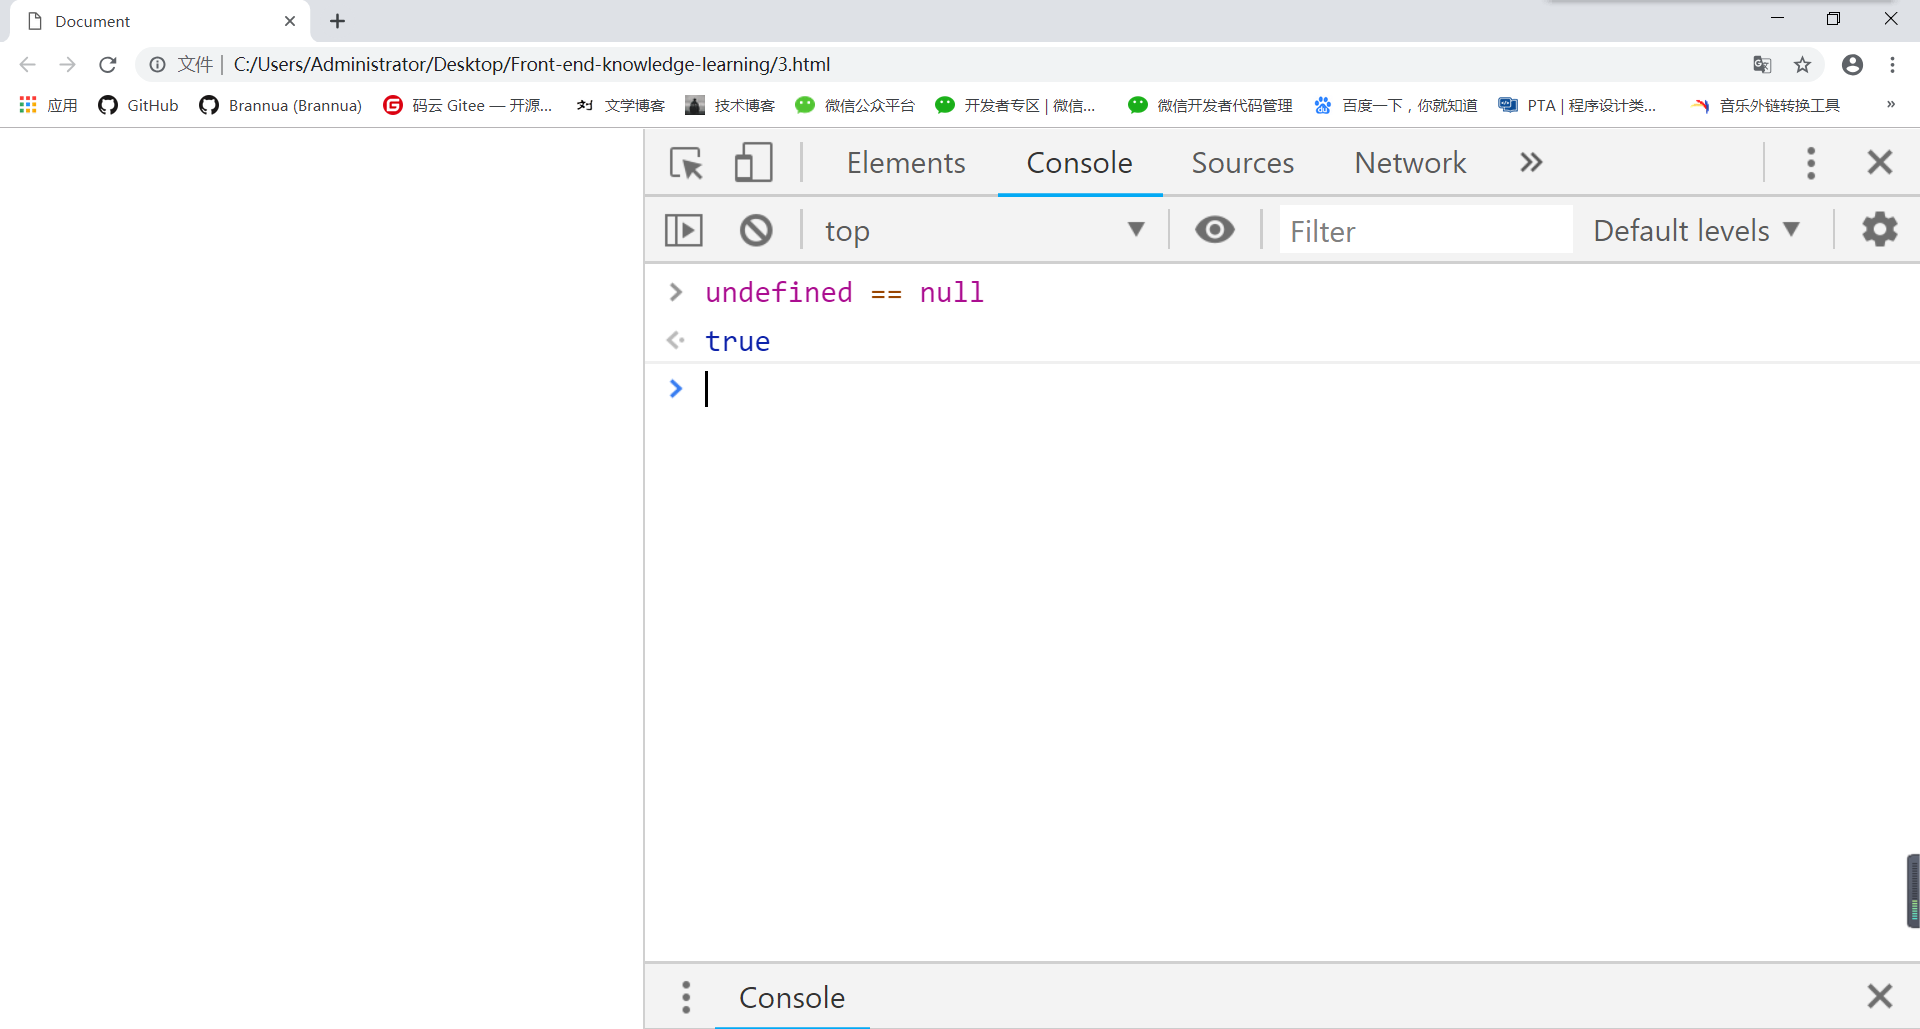 Document
文件 | C:/Users/Administrator/Desktop/Front-end-knowledge-learning/3.html
应用 GitHub Brannua (Brannua) 码云 Gitee — 开源... 文学博客 技术博客 微信公众平台 开发者专区 | 微信... 微信开发者代码管理 百度一下，你就知道 PTA | 程序设计类... 音乐外链转换工具 »
Elements Console Sources Network
top Filter Default levels
undefined == null
true
Console